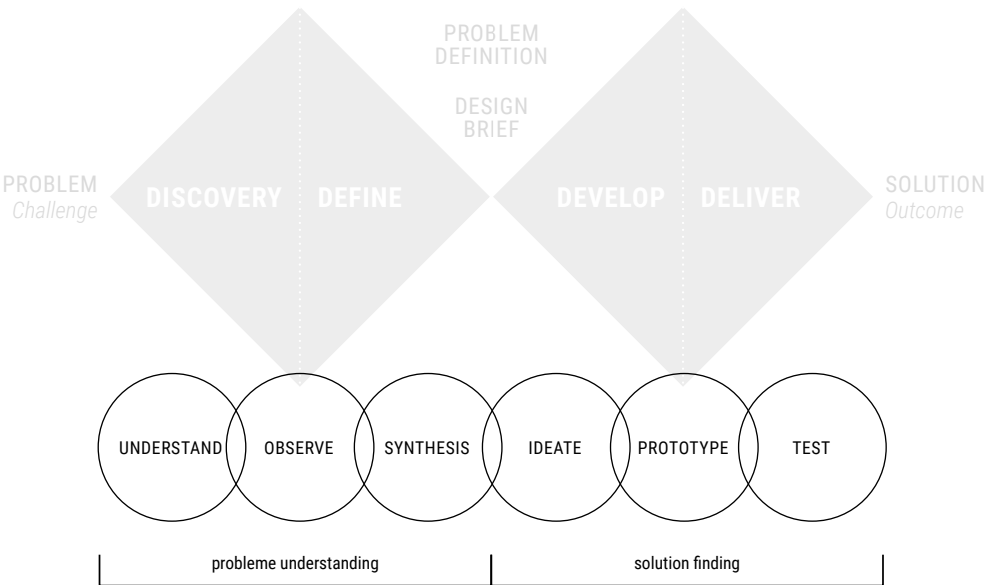 PROBLEM
DEFINITION
DESIGN
BRIEF
PROBLEM
Challenge
DISCOVERY
DEFINE
DEVELOP
DELIVER
SOLUTION
Outcome
UNDERSTAND
OBSERVE
SYNTHESIS
IDEATE
PROTOTYPE
TEST
probleme understanding
solution finding